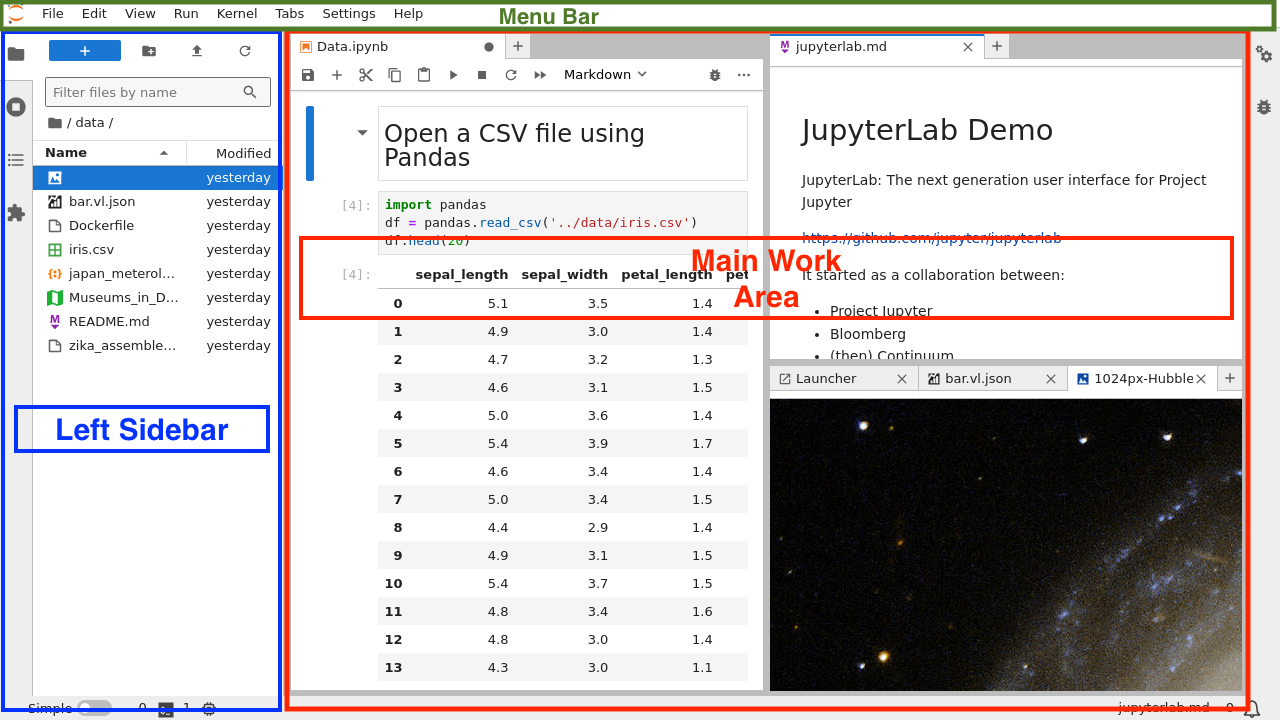 File Edit View Run Kernel Tabs Settings Help
Menu Bar
Filter files by name
/ data /
Name Modified
yesterday
bar.vl.json yesterday
Dockerfile yesterday
iris.csv yesterday
japan_meterol... yesterday
Museums_in_D... yesterday
README.md yesterday
zika_assemble... yesterday
Left Sidebar
Simple 0 1
Data.ipynb
Markdown
Open a CSV file using
Pandas
[4]: import pandas
df = pandas.read_csv('../data/iris.csv')
df.head(20)
[4]: sepal_length sepal_width petal_length pet
0 5.1 3.5 1.4
1 4.9 3.0 1.4
2 4.7 3.2 1.3
3 4.6 3.1 1.5
4 5.0 3.6 1.4
5 5.4 3.9 1.7
6 4.6 3.4 1.4
7 5.0 3.4 1.5
8 4.4 2.9 1.4
9 4.9 3.1 1.5
10 5.4 3.7 1.5
11 4.8 3.4 1.6
12 4.8 3.0 1.4
13 4.3 3.0 1.1
Main Work
Area
jupyterlab.md
JupyterLab Demo
JupyterLab: The next generation user interface for Project
Jupyter
https://github.com/jupyter/jupyterlab
It started as a collaboration between:
• Project Jupyter
• Bloomberg
• (then) Continuum
Launcher bar.vl.json 1024px-Hubble
jupyterlab.md 0